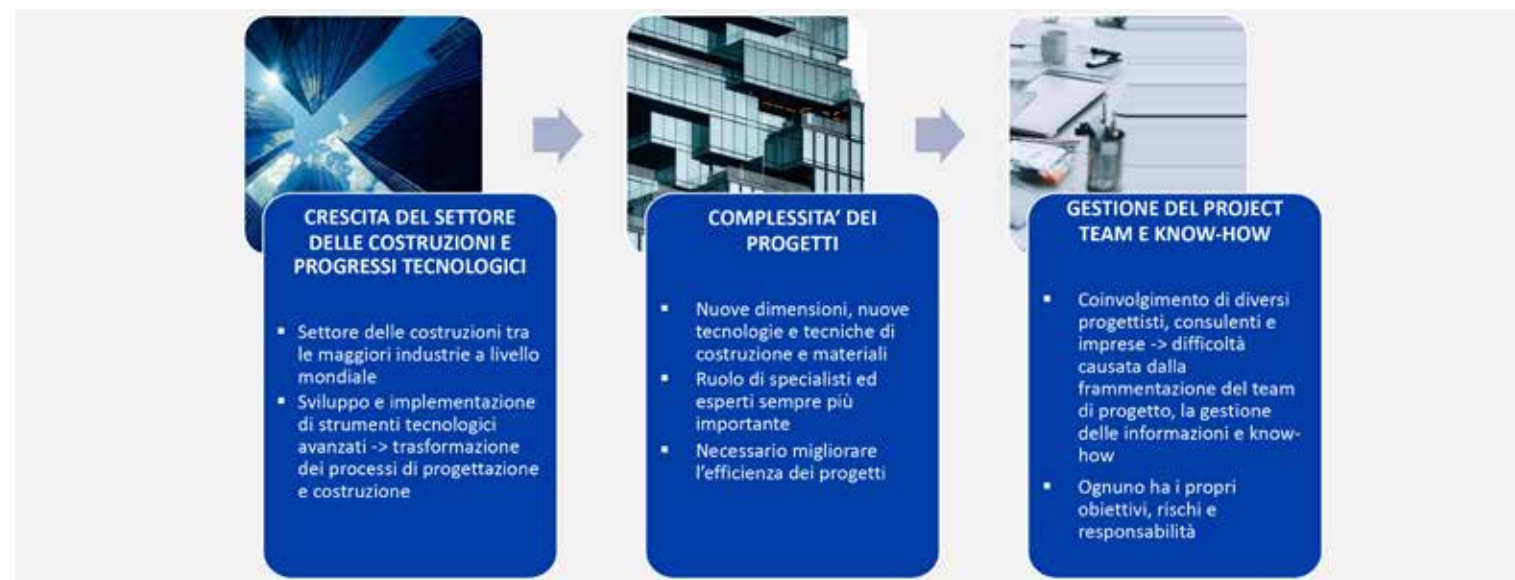 CRESCITA DEL SETTORE
DELLE COSTRUZIONI E
PROGRESSI TECNOLOGICI
▪ Settore delle costruzioni tra
le maggiori industrie a livello
mondiale
▪ Sviluppo e implementazione
di strumenti tecnologici
avanzati -> trasformazione
dei processi di progettazione
e costruzione
COMPLESSITA’ DEI
PROGETTI
▪ Nuove dimensioni, nuove
tecnologie e tecniche di
costruzione e materiali
▪ Ruolo di specialisti ed
esperti sempre più
importante
▪ Necessario migliorare
l’efficienza dei progetti
GESTIONE DEL PROJECT
TEAM E KNOW-HOW
▪ Coinvolgimento di diversi
progettisti, consulenti e
imprese -> difficoltà
causata dalla
frammentazione del team
di progetto, la gestione
delle informazioni e know-
how
▪ Ognuno ha i propri
obiettivi, rischi e
responsabilità